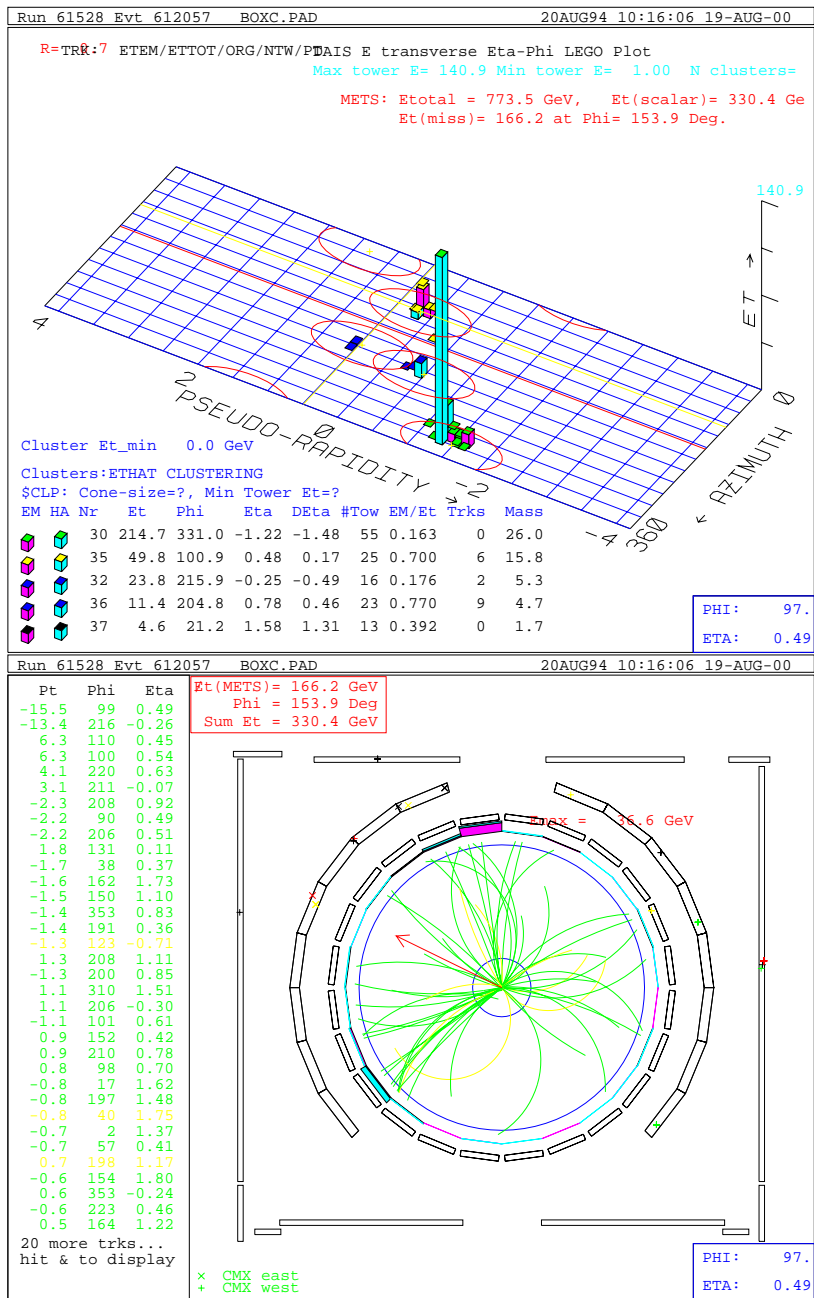 Run 61528 Evt 612057 BOXC.PAD 20AUG94 10:16:06 19-AUG-00
ETEM/ETTOT/ORG/NTW/PT
DAIS E transverse Eta-Phi LEGO Plot
Max tower E= 140.9 Min tower E= 1.00 N clusters=
METS: Etotal = 773.5 GeV, Et(scalar)= 330.4 Ge
Et(miss)= 166.2 at Phi= 153.9 Deg.
140.9
ET →
4
2
0
-2
-4
PSEUDO-RAPIDITY →
0
← AZIMUTH
360
Cluster Et_min 0.0 GeV
Clusters:ETHAT CLUSTERING
$CLP: Cone-size=?, Min Tower Et=?
EM HA Nr Et Phi Eta DEta #Tow EM/Et Trks Mass
30 214.7 331.0 -1.22 -1.48 55 0.163 0 26.0
35 49.8 100.9 0.48 0.17 25 0.700 6 15.8
32 23.8 215.9 -0.25 -0.49 16 0.176 2 5.3
36 11.4 204.8 0.78 0.46 23 0.770 9 4.7
37 4.6 21.2 1.58 1.31 13 0.392 0 1.7
PHI: 97.
ETA: 0.49
Run 61528 Evt 612057 BOXC.PAD 20AUG94 10:16:06 19-AUG-00
Pt Phi Eta
-15.5 99 0.49
-13.4 216 -0.26
6.3 110 0.45
6.3 100 0.54
4.1 220 0.63
3.1 211 -0.07
-2.3 208 0.92
-2.2 90 0.49
-2.2 206 0.51
1.8 131 0.11
-1.7 38 0.37
-1.6 162 1.73
-1.5 150 1.10
-1.4 353 0.83
-1.4 191 0.36
-1.3 123 -0.71
1.3 208 1.11
-1.3 200 0.85
1.1 310 1.51
1.1 206 -0.30
-1.1 101 0.61
0.9 152 0.42
0.9 210 0.78
0.8 98 0.70
-0.8 17 1.62
-0.8 197 1.48
-0.8 40 1.75
-0.7 2 1.37
-0.7 57 0.41
0.7 198 1.17
-0.6 154 1.80
0.6 353 -0.24
-0.6 223 0.46
0.5 164 1.22
20 more trks...
hit & to display
Et(METS)= 166.2 GeV
Phi = 153.9 Deg
Sum Et = 330.4 GeV
Emax = 36.6 GeV
× CMX east
+ CMX west
PHI: 97.
ETA: 0.49